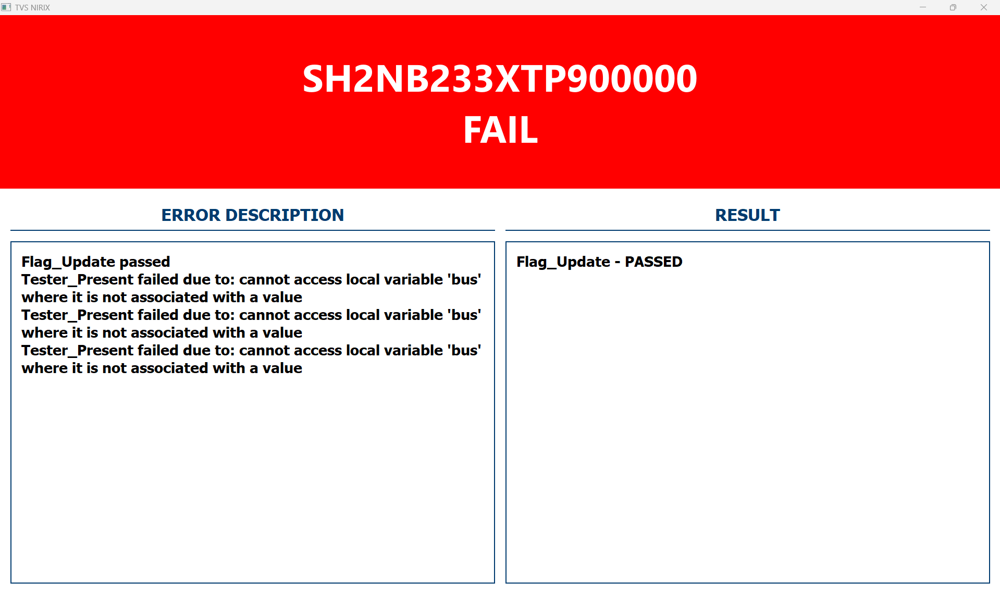 TVS NIRIX
SH2NB233XTP900000
FAIL
ERROR DESCRIPTION
Flag_Update passed
Tester_Present failed due to: cannot access local variable 'bus'
where it is not associated with a value
Tester_Present failed due to: cannot access local variable 'bus'
where it is not associated with a value
Tester_Present failed due to: cannot access local variable 'bus'
where it is not associated with a value
RESULT
Flag_Update - PASSED